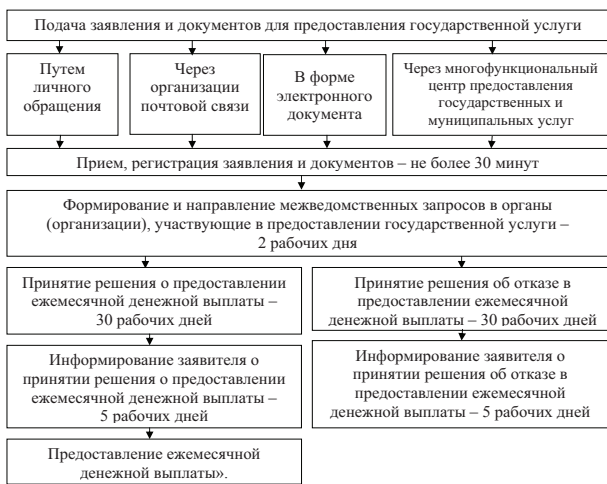 Подача заявления и документов для предоставления государственной услуги
Путем
личного
обращения
Через
организации
почтовой связи
В форме
электронного
документа
Через многофункциональный
центр предоставления
государственных и
муниципальных услуг
Прием, регистрация заявления и документов – не более 30 минут
Формирование и направление межведомственных запросов в органы
(организации), участвующие в предоставлении государственной услуги –
2 рабочих дня
Принятие решения о предоставлении
ежемесячной денежной выплаты –
30 рабочих дней
Принятие решения об отказе в
предоставлении ежемесячной
денежной выплаты – 30 рабочих дней
Информирование заявителя о
принятии решения о предоставлении
ежемесячной денежной выплаты –
5 рабочих дней
Информирование заявителя о
принятии решения об отказе в
предоставлении ежемесячной
денежной выплаты – 5 рабочих дней
Предоставление ежемесячной
денежной выплаты».